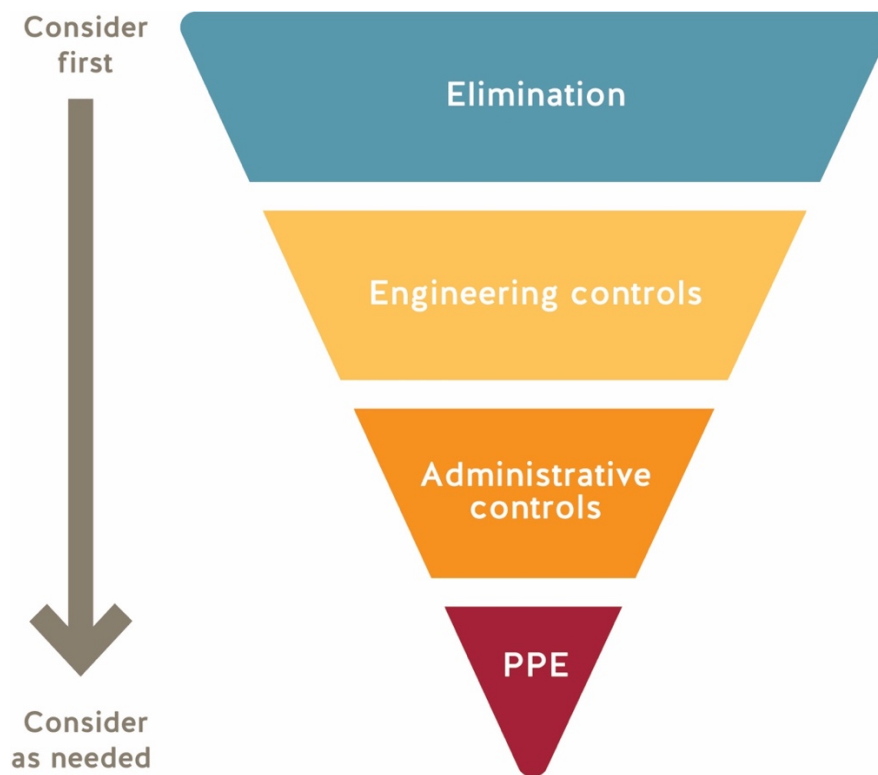 Consider
first
Elimination
Engineering controls
Administrative
controls
PPE
Consider
as needed